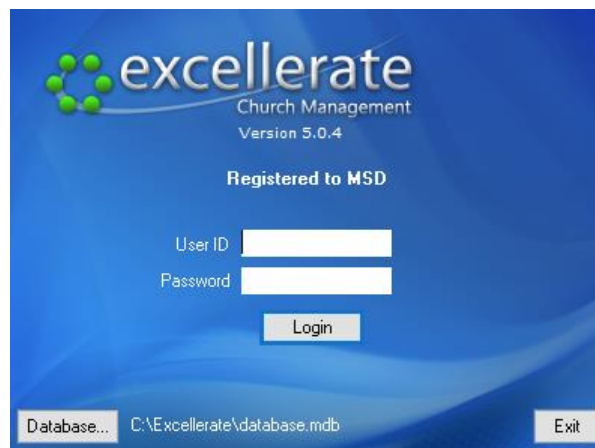 excellerate
Church Management
Version 5.0.4
Registered to MSD
User ID
Password
Login
Database... C:\Excellerate\database.mdb Exit